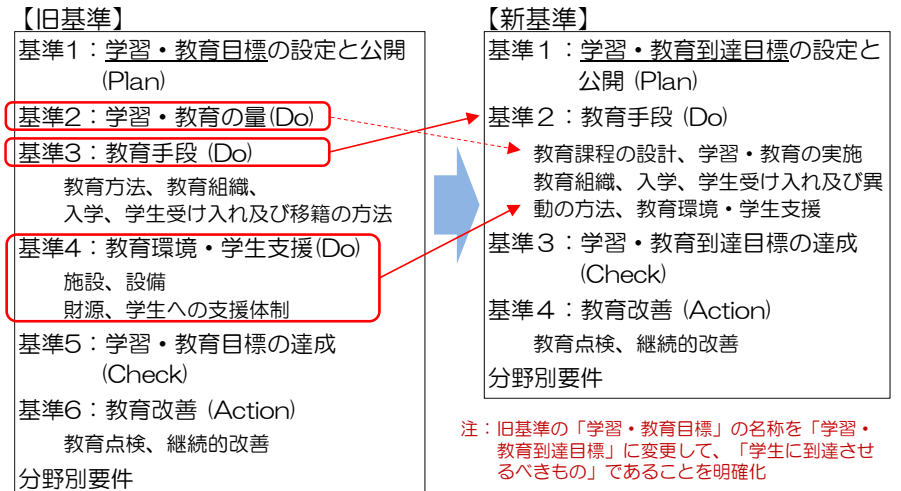 【旧基準】
基準1：学習・教育目標の設定と公開
(Plan)
基準2：学習・教育の量(Do)
基準3：教育手段 (Do)
教育方法、教育組織、
入学、学生受け入れ及び移籍の方法
基準4：教育環境・学生支援(Do)
施設、設備
財源、学生への支援体制
基準5：学習・教育目標の達成
(Check)
基準6：教育改善 (Action)
教育点検、継続的改善
分野別要件
【新基準】
基準１：学習・教育到達目標の設定と
公開 (Plan)
基準２：教育手段 (Do)
教育課程の設計、学習・教育の実施
教育組織、入学、学生受け入れ及び異
動の方法、教育環境・学生支援
基準３：学習・教育到達目標の達成
(Check)
基準４：教育改善 (Action)
教育点検、継続的改善
分野別要件
注：旧基準の「学習・教育目標」の名称を「学習・
教育到達目標」に変更して、「学生に到達させ
るべきもの」であることを明確化